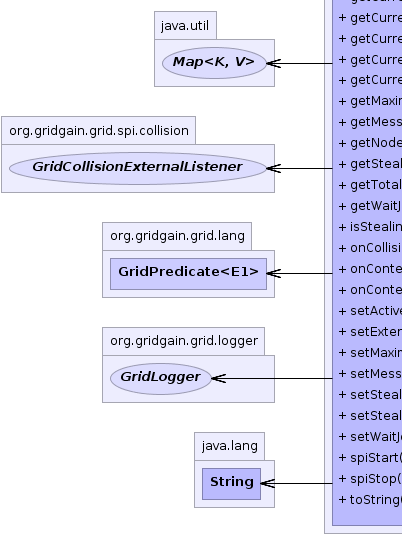 java.util
Map<K, V>
org.gridgain.grid.spi.collision
GridCollisionExternalListener
org.gridgain.grid.lang
GridPredicate<E1>
org.gridgain.grid.logger
GridLogger
java.lang
String
+ getCurre
+ getCurre
+ getCurre
+ getMaxin
+ getMess
+ getNode
+ getSteal
+ getTotal
+ getWaitJ
+ isStealin
+ onCollisi
+ onConte
+ onConte
+ setActive
+ setExter
+ setMaxin
+ setMess
+ setSteal
+ setSteal
+ setWaitJo
+ spiStart(
+ spiStop(
+ toString(